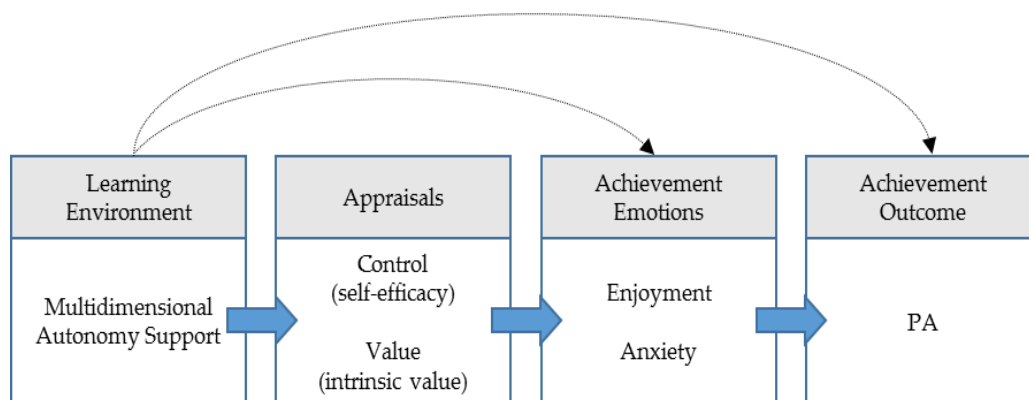 Learning
Environment
Appraisals
Achievement
Emotions
Achievement
Outcome
Multidimensional
Autonomy Support
Control
(self-efficacy)
Value
(intrinsic value)
Enjoyment
Anxiety
PA